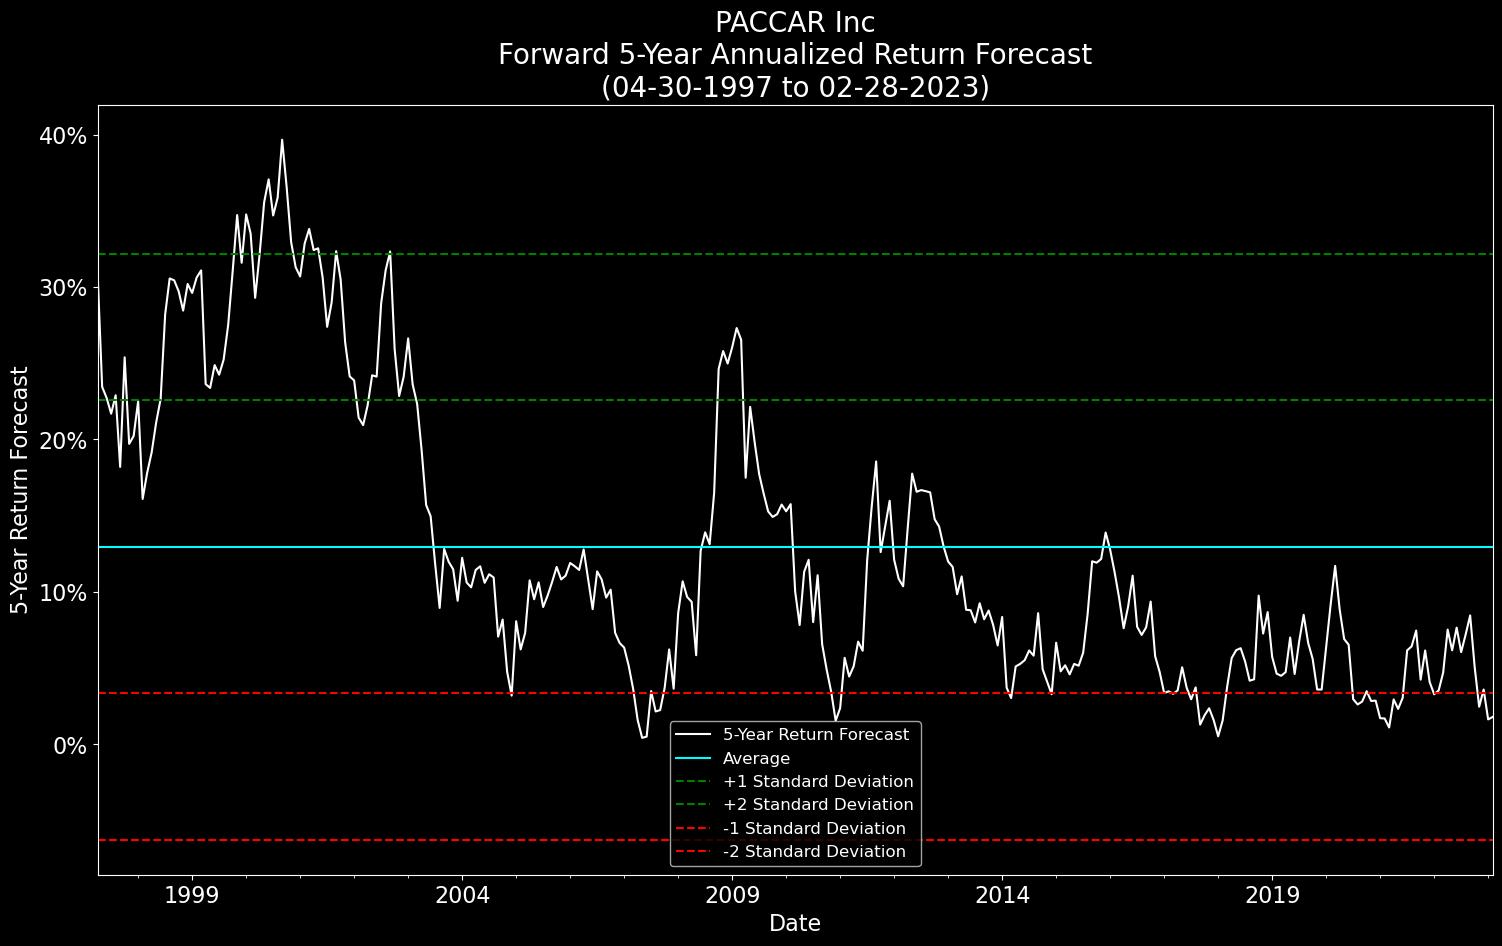 PACCAR Inc
Forward 5-Year Annualized Return Forecast
(04-30-1997 to 02-28-2023)
5-Year Return Forecast
40%
30%
20%
10%
0%
5-Year Return Forecast
Average
+1 Standard Deviation
+2 Standard Deviation
-1 Standard Deviation
-2 Standard Deviation
1999
2004
2009
2014
2019
Date